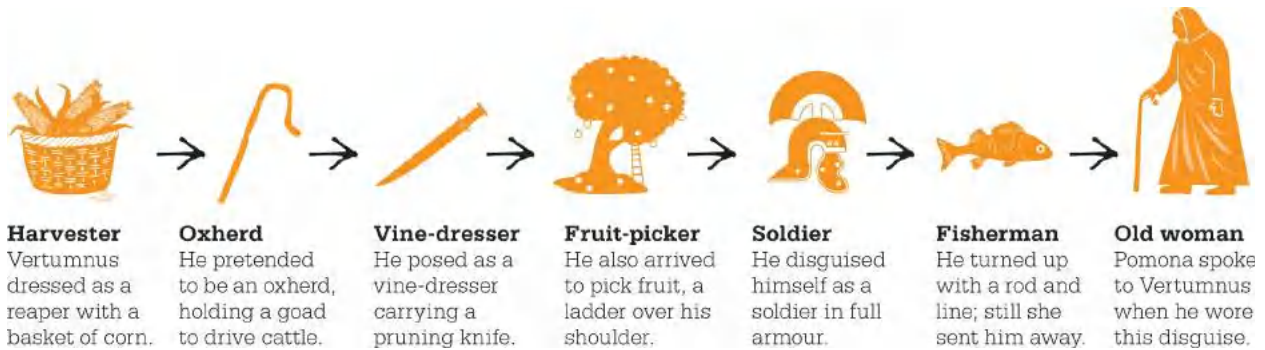 Harvester
Vertumnus
dressed as a
reaper with a
basket of corn.
Oxherd
He pretended
to be an oxherd,
holding a goad
to drive cattle.
Vine-dresser
He posed as a
vine-dresser
carrying a
pruning knife.
Fruit-picker
He also arrived
to pick fruit, a
ladder over his
shoulder.
Soldier
He disguised
himself as a
soldier in full
armour.
Fisherman
He turned up
with a rod and
line; still she
sent him away.
Old woman
Pomona spoke
to Vertumnus
when he wore
this disguise.